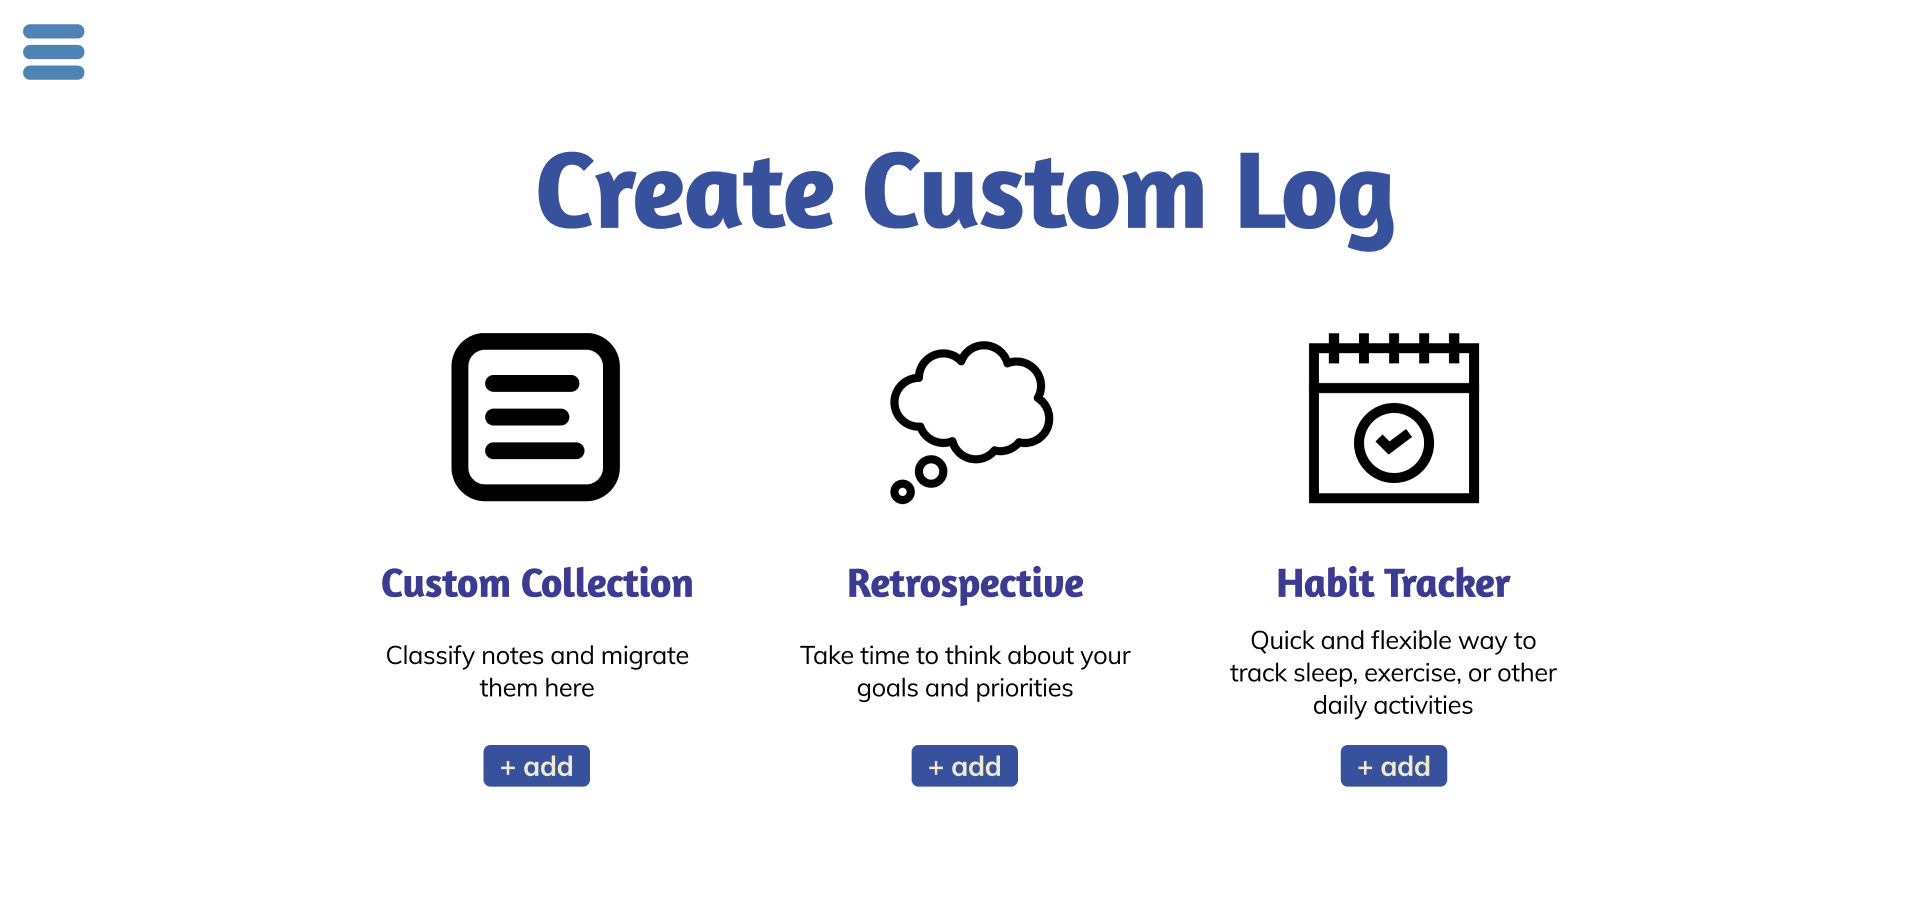 Create Custom Log
Custom Collection
Classify notes and migrate
them here
+ add
Retrospective
Take time to think about your
goals and priorities
+ add
Habit Tracker
Quick and flexible way to
track sleep, exercise, or other
daily activities
+ add